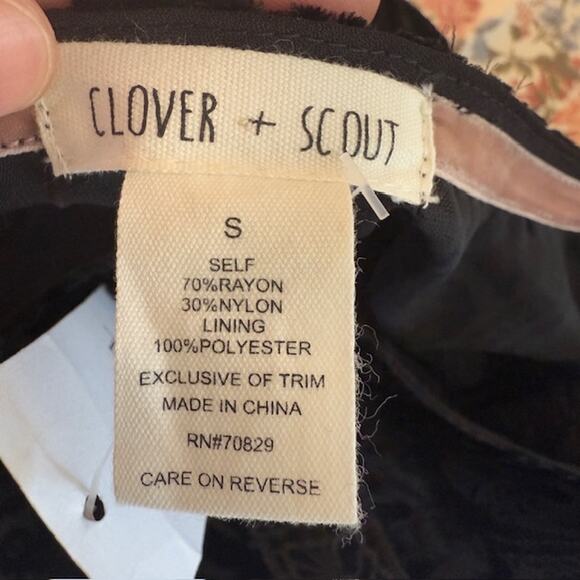 CLOVER + SCOUT
S
SELF
70%RAYON
30%NYLON
LINING
100%POLYESTER
EXCLUSIVE OF TRIM
MADE IN CHINA
RN#70829
CARE ON REVERSE